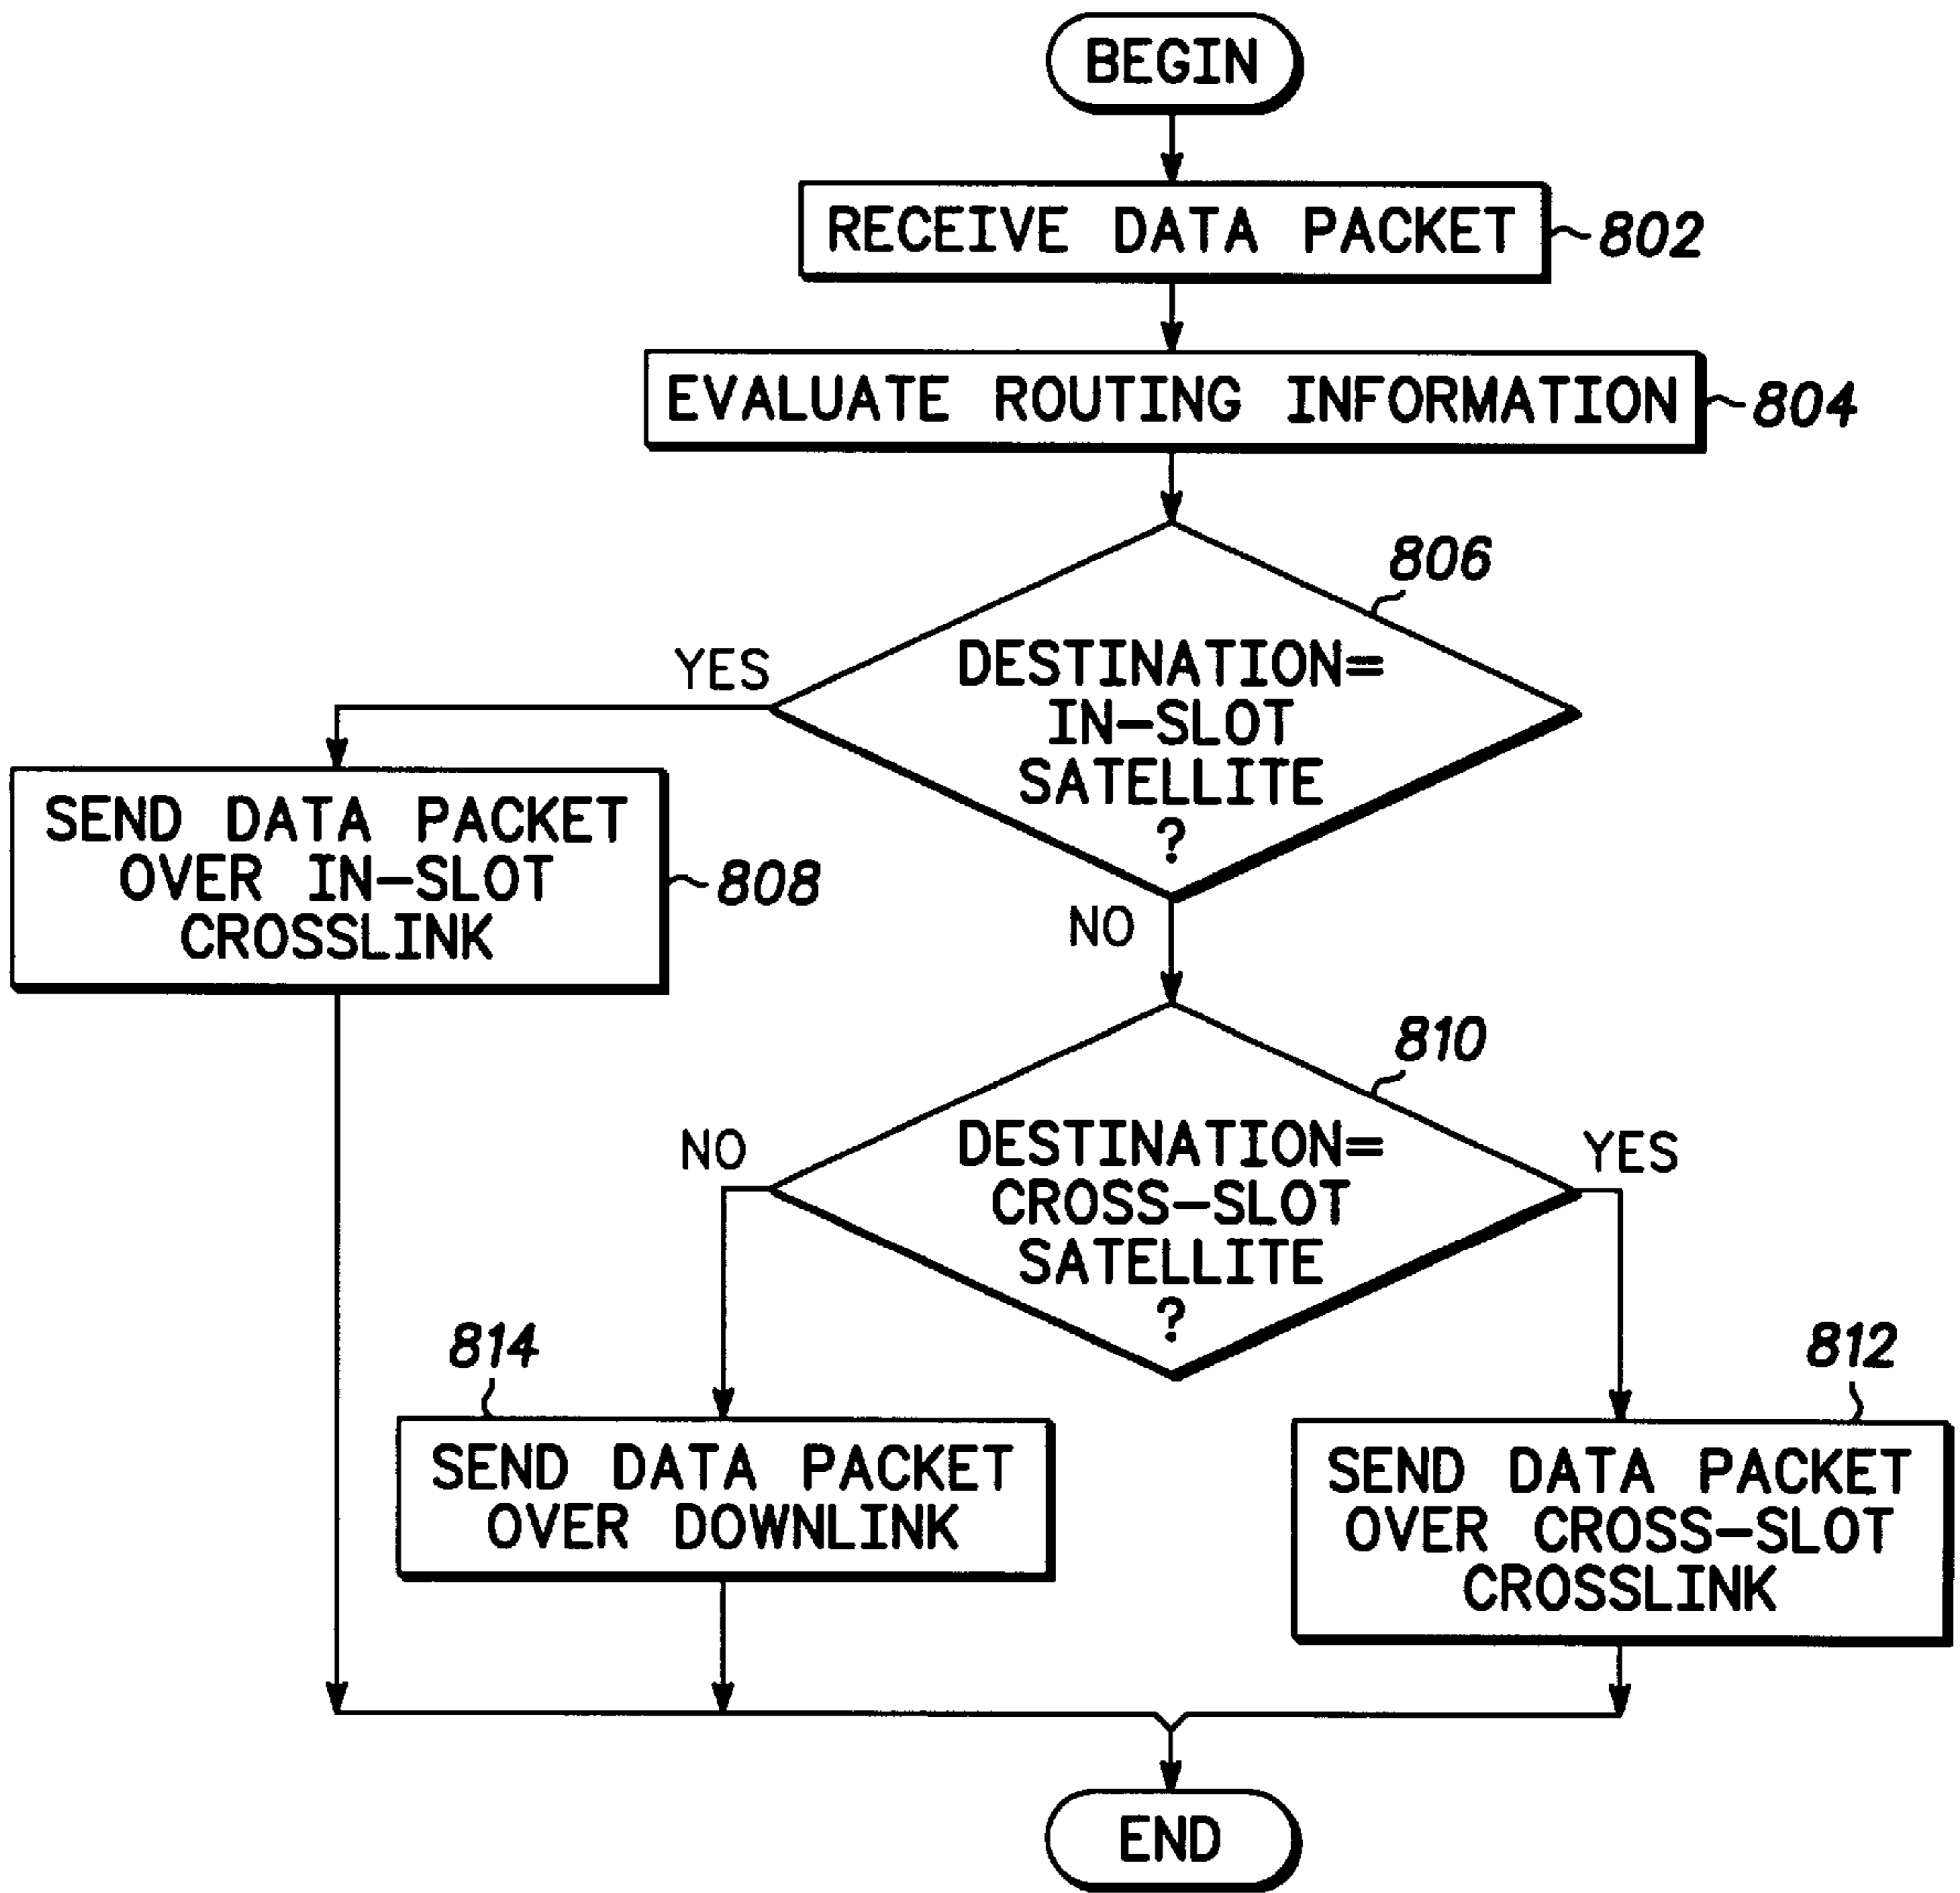 BEGIN
RECEIVE DATA PACKET
802
EVALUATE ROUTING INFORMATION
804
806
DESTINATION=
IN-SLOT
SATELLITE
?
YES
NO
SEND DATA PACKET
OVER IN-SLOT
CROSSLINK
808
810
DESTINATION=
CROSS-SLOT
SATELLITE
?
NO
YES
814
SEND DATA PACKET
OVER DOWNLINK
812
SEND DATA PACKET
OVER CROSS-SLOT
CROSSLINK
END